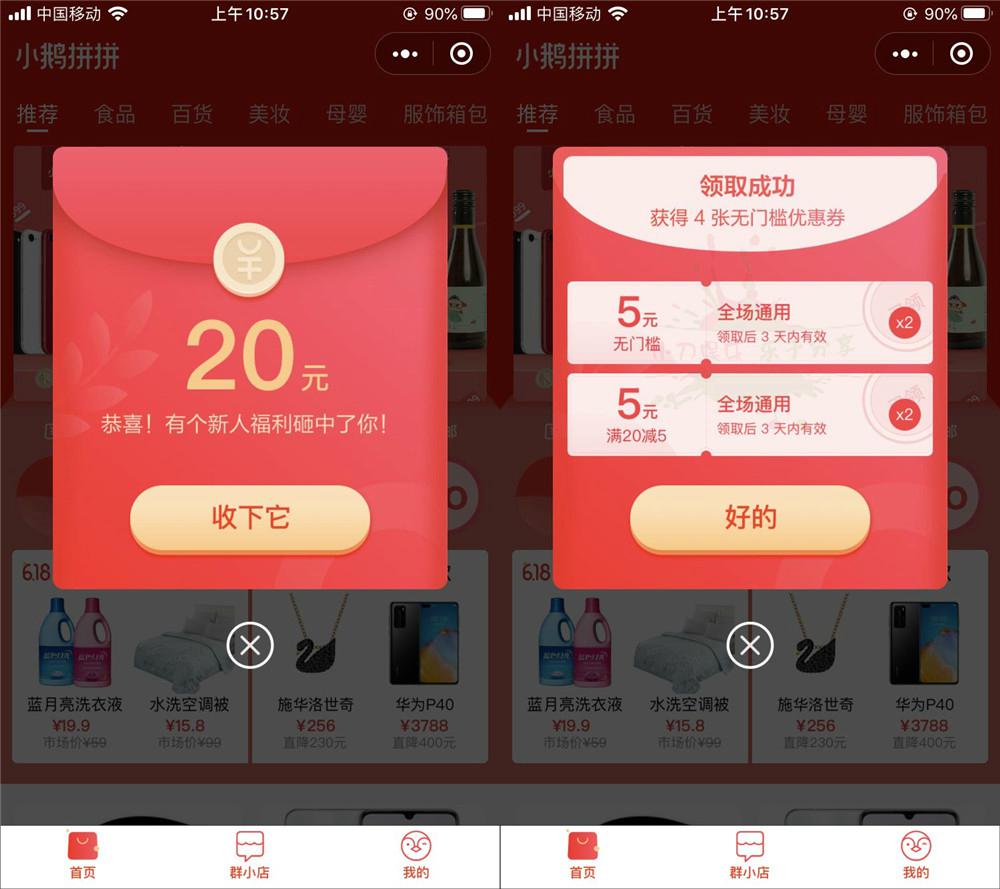 中国移动
上午10:57
90%
小鹅拼拼
推荐
食品
百货
美妆
母婴
服饰箱包
20元
恭喜！有个新人福利砸中了你！
收下它
6.18
蓝月亮洗衣液
水洗空调被
施华洛世奇
华为P40
¥19.9
¥15.8
¥256
¥3788
市场价¥59
市场价¥99
直降230元
直降400元
首页
群小店
我的
中国移动
上午10:57
90%
小鹅拼拼
推荐
食品
百货
美妆
母婴
服饰箱包
领取成功
获得 4 张无门槛优惠券
5元
无门槛
全场通用
领取后 3 天内有效
x2
5元
满20减5
全场通用
领取后 3 天内有效
x2
好的
6.18
蓝月亮洗衣液
水洗空调被
施华洛世奇
华为P40
¥19.9
¥15.8
¥256
¥3788
市场价¥59
市场价¥99
直降230元
直降400元
首页
群小店
我的